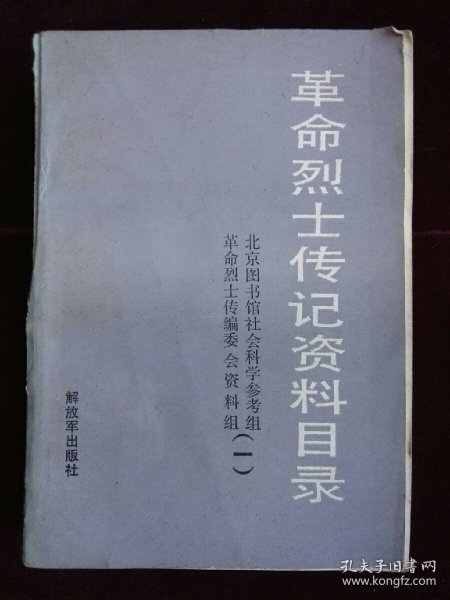 革命烈士传记资料目录
北京图书馆社会科学参考组
革命烈士传编委会资料组
(一)
解放军出版社
孔夫子旧书网
www.kongfz.com